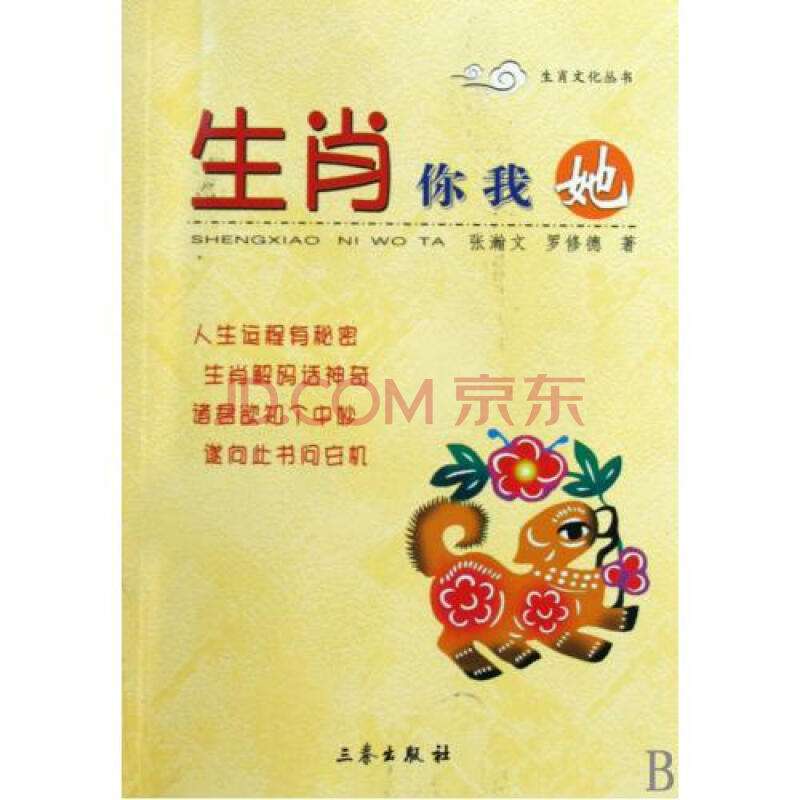 生肖文化丛书
生肖你我她
SHENGXIAO NI WO TA 张瀚文 罗修德 著
人生运程有秘密
生肖解码话神奇
诸君欲知个中妙
遂向此书问玄机
JD.COM 京东
三秦出版社
B